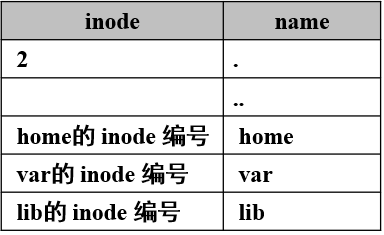 inode name
2 .
..
home的 inode 编号 home
var的 inode 编号 var
lib的 inode 编号 lib